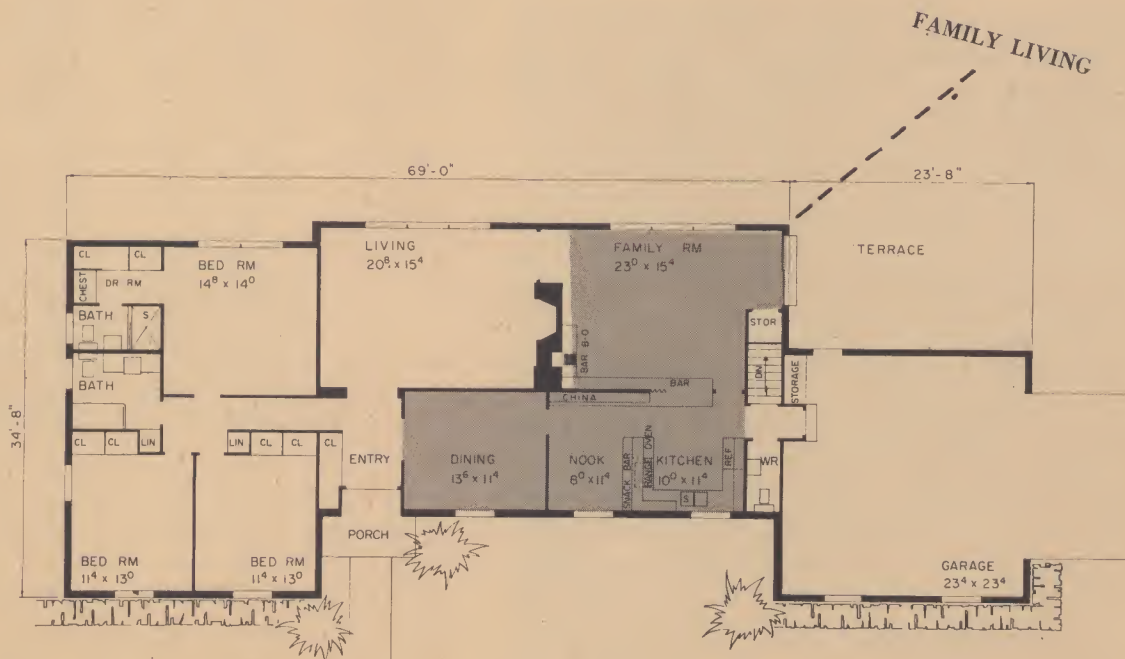 FAMILY LIVING
69'-0"
23'-8"
34'-8"
CL
CL
CHEST
DR RM
BED RM
14⁸ x 14⁰
BATH
S
BATH
LIVING
20⁸ x 15⁴
FAMILY RM
23⁰ x 15⁴
TERRACE
STOR
BAR B-Q
BAR
CHINA
DN
STORAGE
CL
CL
LIN
LIN
CL
CL
CL
ENTRY
DINING
13⁶ x 11⁴
NOOK
8⁰ x 11⁴
SNACK BAR
RANGE
OVEN
KITCHEN
10⁰ x 11⁴
REF
S
WR
PORCH
BED RM
11⁴ x 13⁰
BED RM
11⁴ x 13⁰
GARAGE
23⁴ x 23⁴